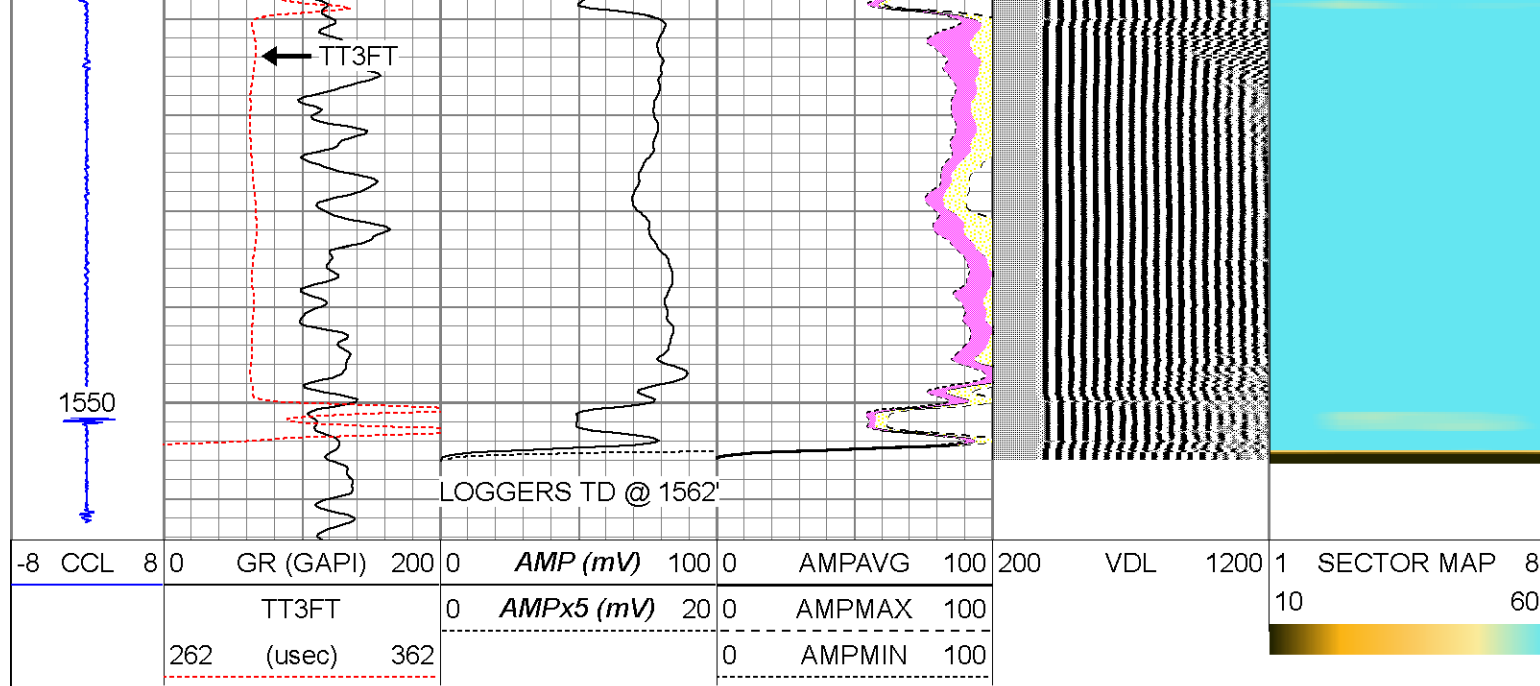 TT3FT
1550
LOGGERS TD @ 1562'
-8 CCL 8 0 GR (GAPI) 200 0 AMP (mV) 100 0 AMPAVG 100 200 VDL 1200 1 SECTOR MAP 8
TT3FT 0 AMPx5 (mV) 20 0 AMPMAX 100 10 60
262 (usec) 362 0 AMPMIN 100